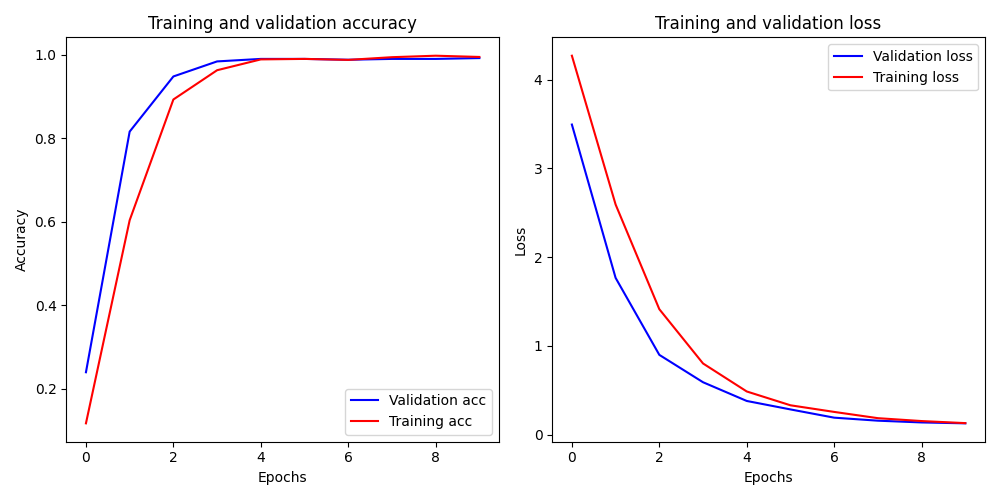 Training and validation accuracy
1.0
0.8
0.6
0.4
0.2
Accuracy
0 2 4 6 8
Epochs
Validation acc
Training acc
Training and validation loss
4
3
2
1
0
Loss
0 2 4 6 8
Epochs
Validation loss
Training loss